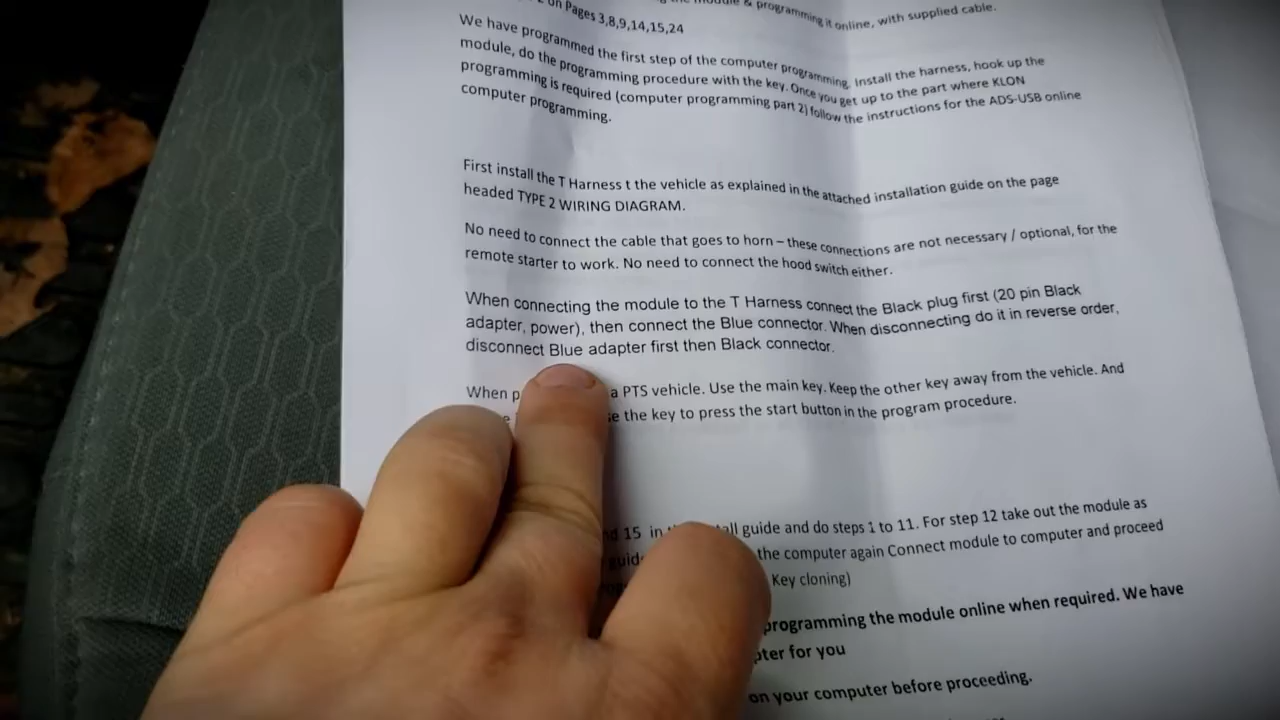 on Pages 3,8,9,14,15,24
module & programming it online, with supplied cable.
We have programmed the first step of the computer programming. Install the harness, hook up the
module, do the programming procedure with the key. Once you get up to the part where KLON
programming is required (computer programming part 2) follow the instructions for the ADS-USB online
computer programming.
First install the T Harness t the vehicle as explained in the attached installation guide on the page
headed TYPE 2 WIRING DIAGRAM.
No need to connect the cable that goes to horn – these connections are not necessary / optional, for the
remote starter to work. No need to connect the hood switch either.
When connecting the module to the T Harness connect the Black plug first (20 pin Black
adapter, power), then connect the Blue connector. When disconnecting do it in reverse order,
disconnect Blue adapter first then Black connector.
When a PTS vehicle. Use the main key. Keep the other key away from the vehicle. And
the key to press the start button in the program procedure.
15 in guide and do steps 1 to 11. For step 12 take out the module as
the computer again Connect module to computer and proceed
Key cloning)
programming the module online when required. We have
for you
on your computer before proceeding.